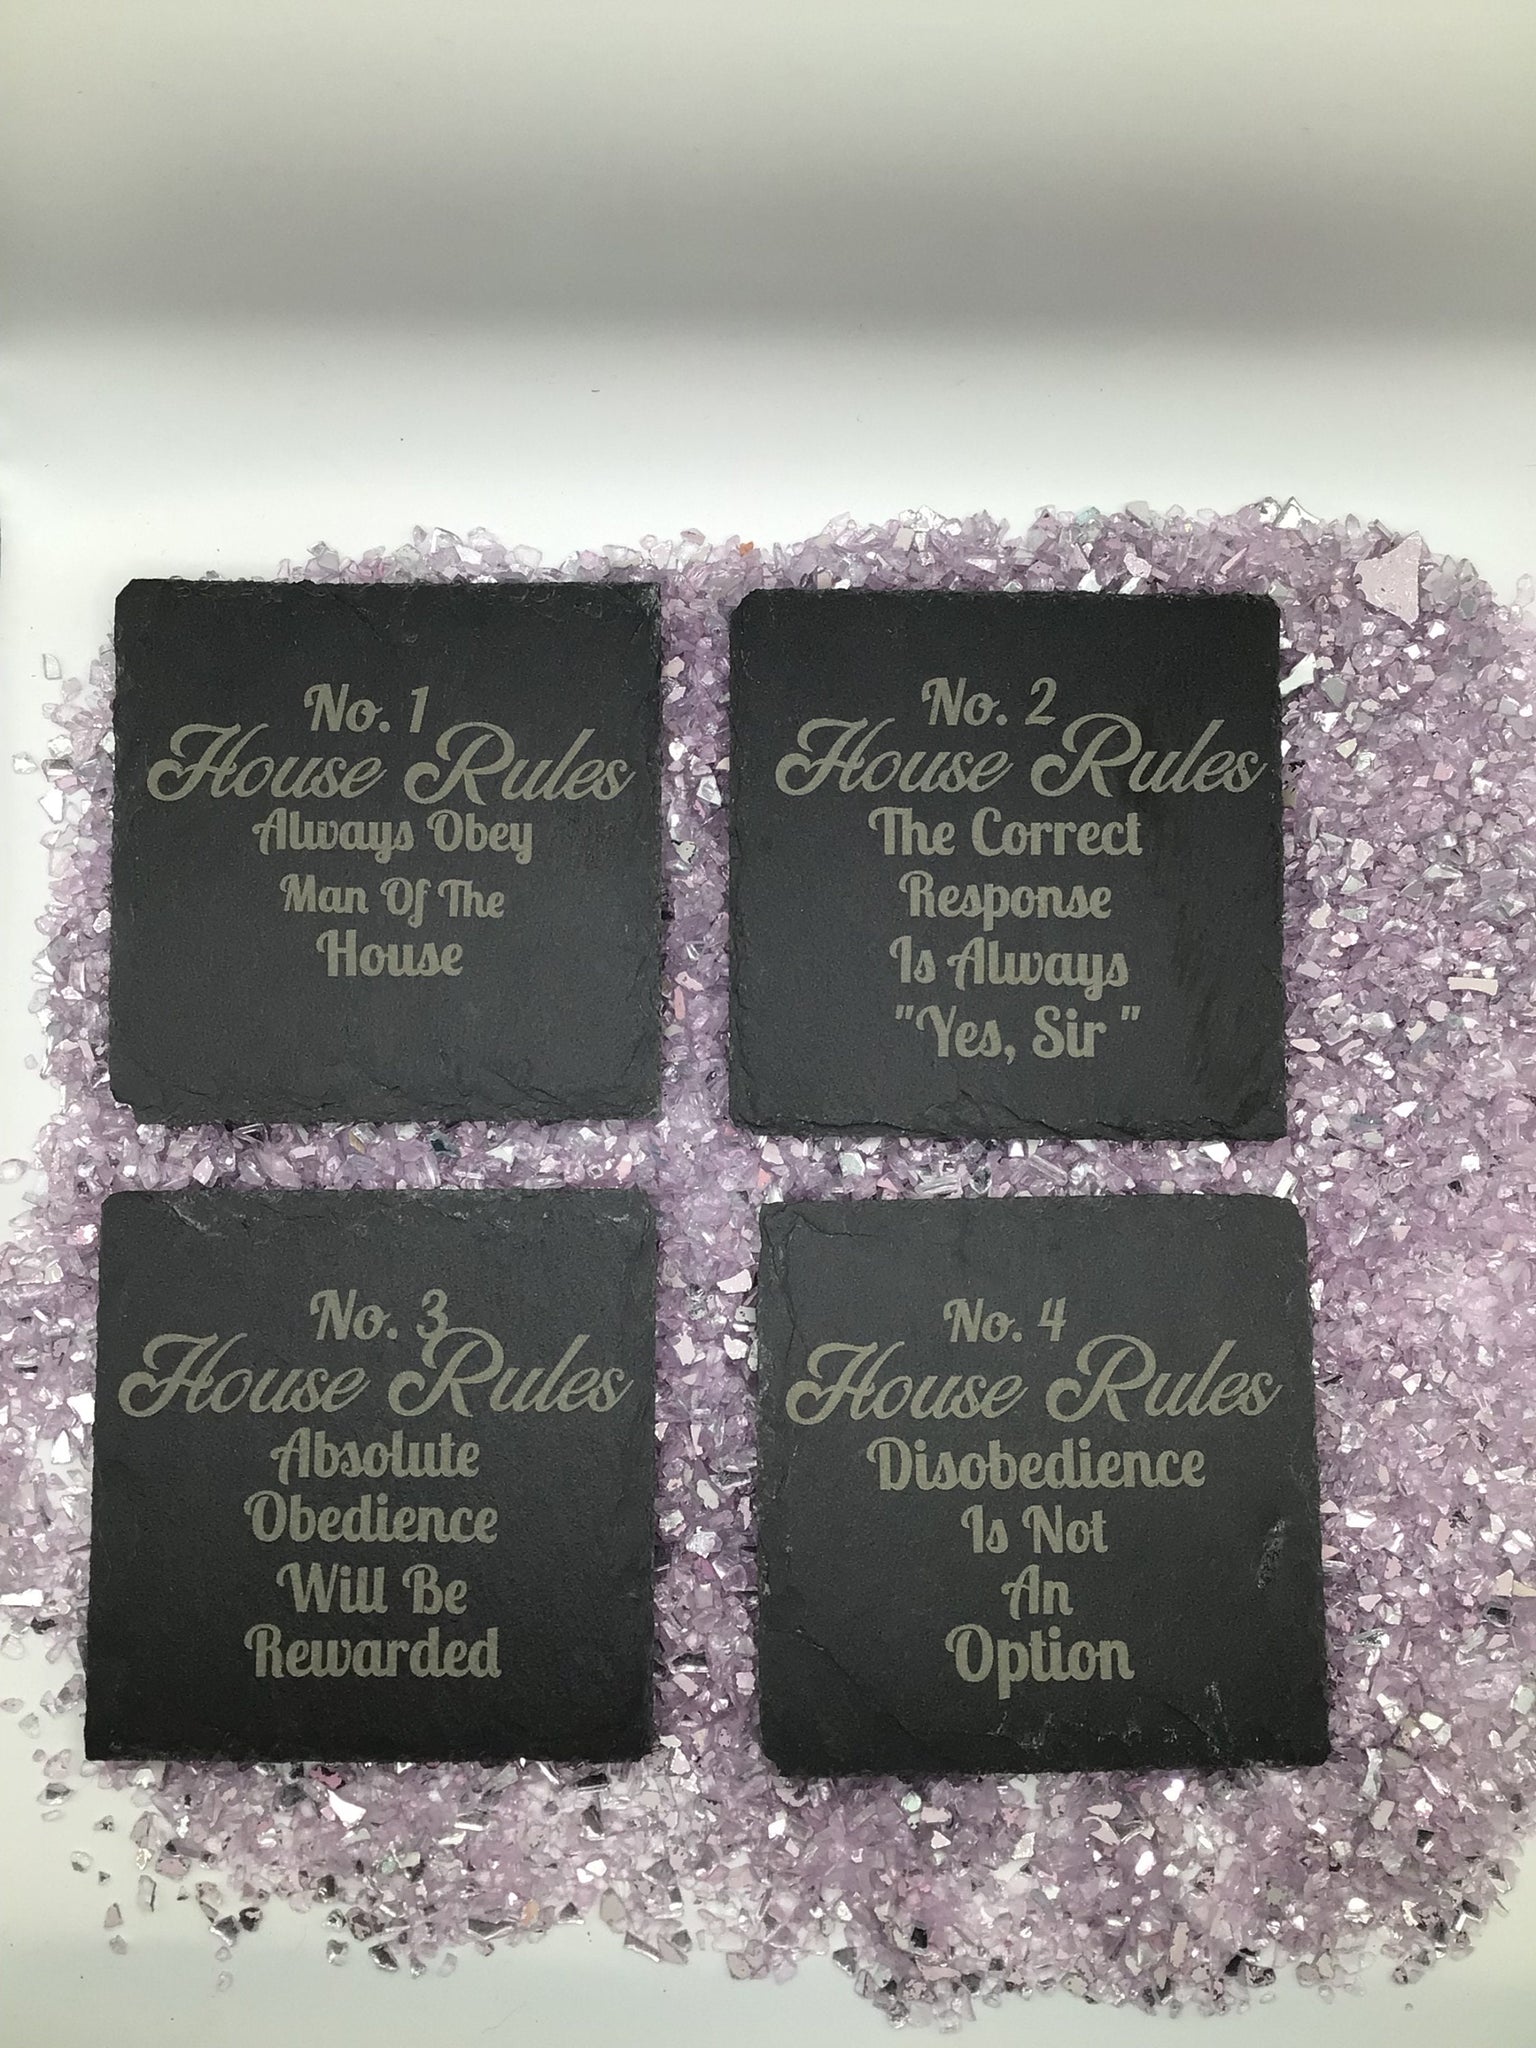 No. 1
House Rules
Always Obey
Man Of The
House
No. 2
House Rules
The Correct
Response
Is Always
"Yes, Sir "
No. 3
House Rules
Absolute
Obedience
Will Be
Rewarded
No. 4
House Rules
Disobedience
Is Not
An
Option